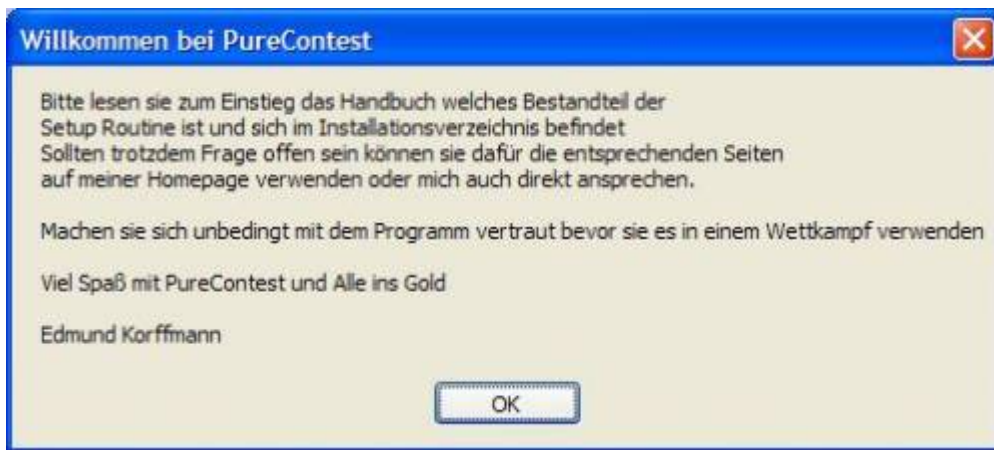 Willkommen bei PureContest
Bitte lesen sie zum Einstieg das Handbuch welches Bestandteil der
Setup Routine ist und sich im Installationsverzeichnis befindet
Sollten trotzdem Frage offen sein können sie dafür die entsprechenden Seiten
auf meiner Homepage verwenden oder mich auch direkt ansprechen.
Machen sie sich unbedingt mit dem Programm vertraut bevor sie es in einem Wettkampf verwenden
Viel Spaß mit PureContest und Alle ins Gold
Edmund Korffmann
OK